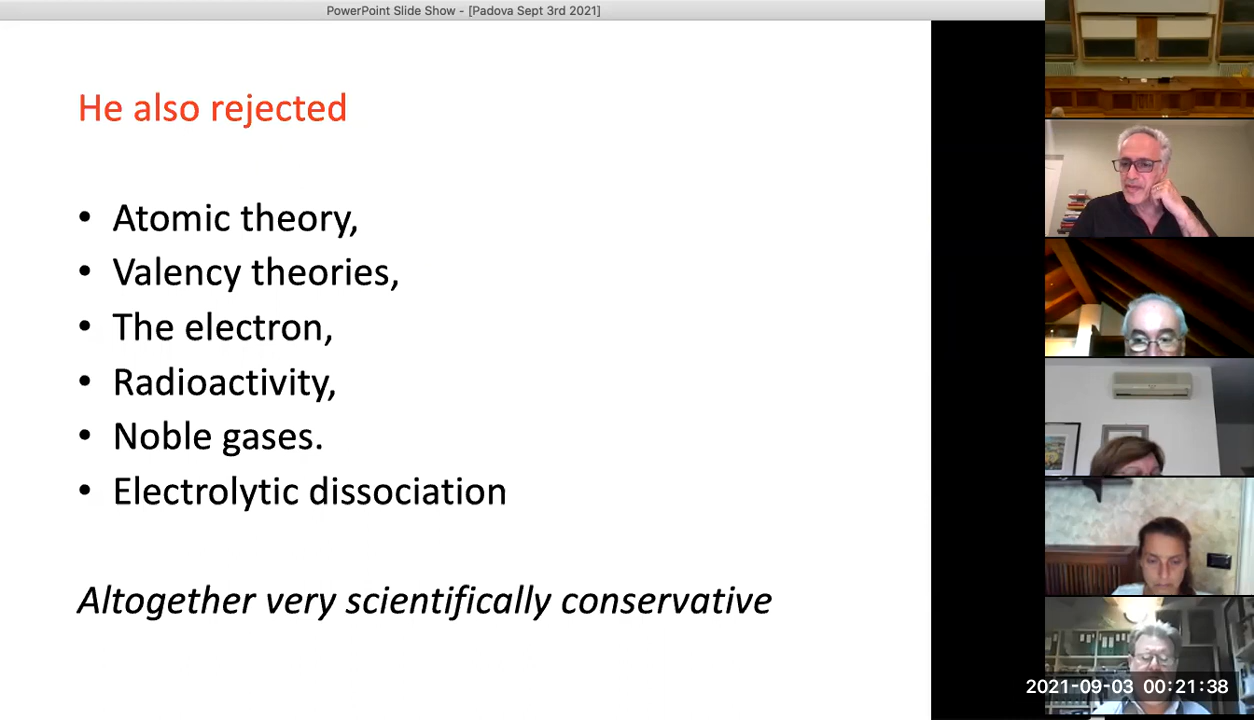 PowerPoint Slide Show - [Padova Sept 3rd 2021]
He also rejected
• Atomic theory,
• Valency theories,
• The electron,
• Radioactivity,
• Noble gases.
• Electrolytic dissociation
Altogether very scientifically conservative
2021-09-03 00:21:38